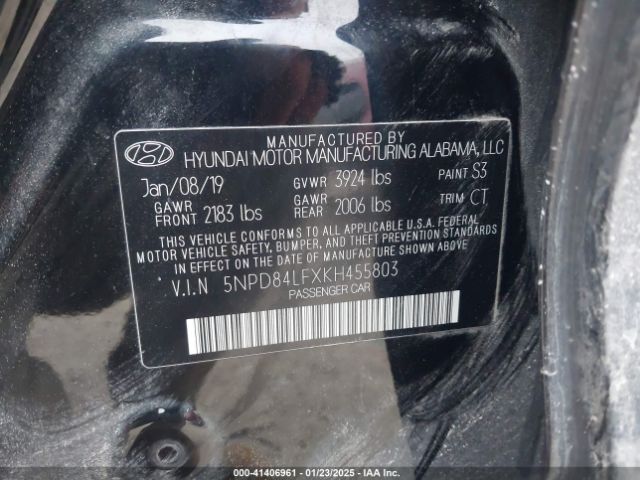 MANUFACTURED BY
HYUNDAI MOTOR MANUFACTURING ALABAMA, LLC
Jan/08/19 GVWR 3924 lbs PAINT S3
GAWR FRONT 2183 lbs GAWR REAR 2006 lbs TRIM CT
THIS VEHICLE CONFORMS TO ALL APPLICABLE U.S.A. FEDERAL
MOTOR VEHICLE SAFETY, BUMPER, AND THEFT PREVENTION STANDARDS
IN EFFECT ON THE DATE OF MANUFACTURE SHOWN ABOVE.
V.I.N 5NPD84LFXKH455803
PASSENGER CAR
000-41406961 - 01/23/2025 - IAA Inc.